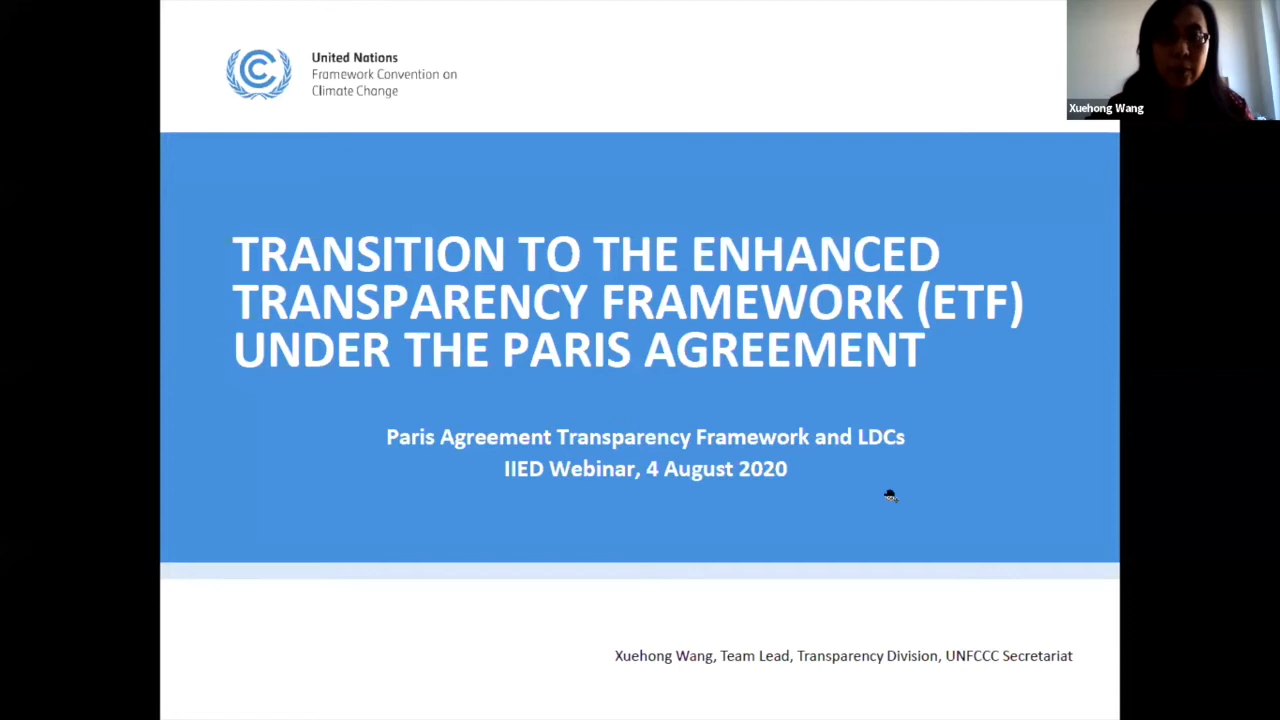 United Nations
Framework Convention on
Climate Change
Xuehong Wang
TRANSITION TO THE ENHANCED
TRANSPARENCY FRAMEWORK (ETF)
UNDER THE PARIS AGREEMENT
Paris Agreement Transparency Framework and LDCs
IIED Webinar, 4 August 2020
Xuehong Wang, Team Lead, Transparency Division, UNFCCC Secretariat